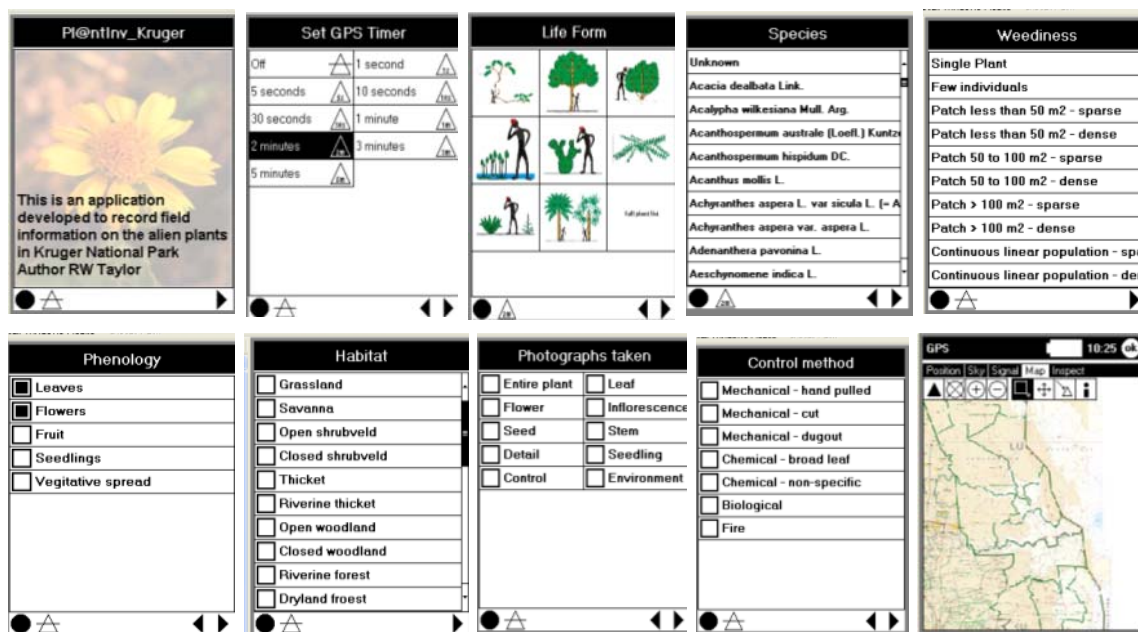 Pl@ntInv_Kruger
This is an application
developed to record field
information on the alien plants
in Kruger National Park
Author RW Taylor
Set GPS Timer
Off
1 second
5 seconds
10 seconds
30 seconds
1 minute
2 minutes
3 minutes
5 minutes
Life Form
Full plant list
Species
Unknown
Acacia dealbata Link.
Acalypha wilkesiana Mull. Arg.
Acanthospermum australe (Loefl.) Kuntz
Acanthospermum hispidum DC.
Acanthus mollis L.
Achyranthes aspera L. var sicula L. (= A
Achyranthes aspera var. aspera L.
Adenanthera pavonina L.
Aeschynomene indica L.
Weediness
Single Plant
Few individuals
Patch less than 50 m2 - sparse
Patch less than 50 m2 - dense
Patch 50 to 100 m2 - sparse
Patch 50 to 100 m2 - dense
Patch > 100 m2 - sparse
Patch > 100 m2 - dense
Continuous linear population - spa
Continuous linear population - de
Phenology
Leaves
Flowers
Fruit
Seedlings
Vegitative spread
Habitat
Grassland
Savanna
Open shrubveld
Closed shrubveld
Thicket
Riverine thicket
Open woodland
Closed woodland
Riverine forest
Dryland froest
Photographs taken
Entire plant
Leaf
Flower
Inflorescence
Seed
Stem
Detail
Seedling
Control
Environment
Control method
Mechanical - hand pulled
Mechanical - cut
Mechanical - dugout
Chemical - broad leaf
Chemical - non-specific
Biological
Fire
GPS
10:25
ok
Position Sky Signal Map Inspect
LU